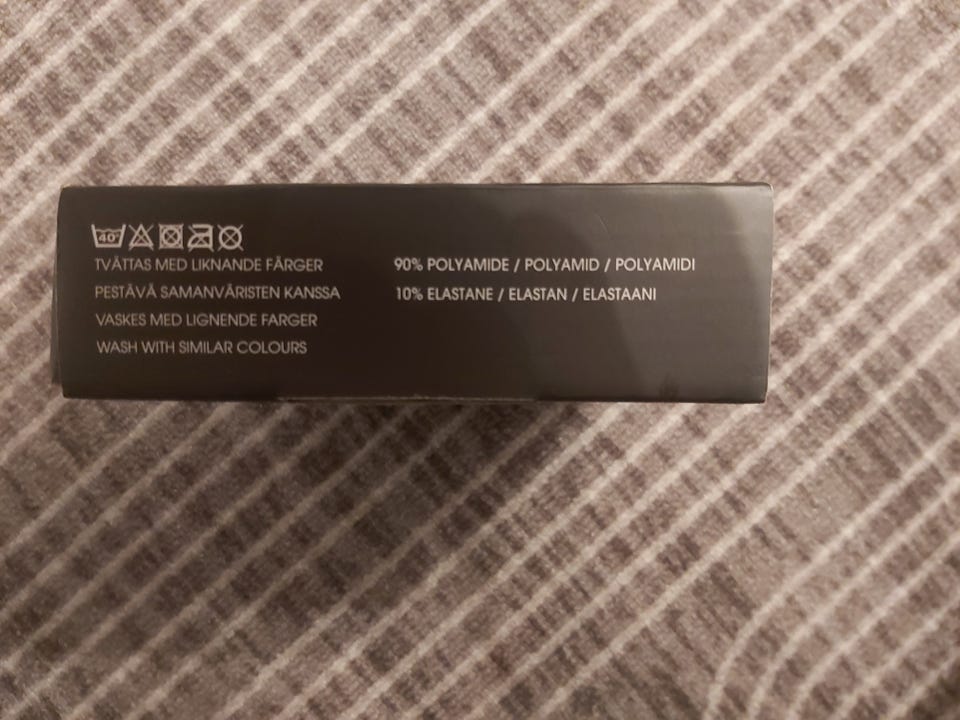 40°
TVÄTTAS MED LIKNANDE FÄRGER
PESTÄVÄ SAMANVÄRISTEN KANSSA
VASKES MED LIGNENDE FARGER
WASH WITH SIMILAR COLOURS
90% POLYAMIDE / POLYAMID / POLYAMIDI
10% ELASTANE / ELASTAN / ELASTAANI